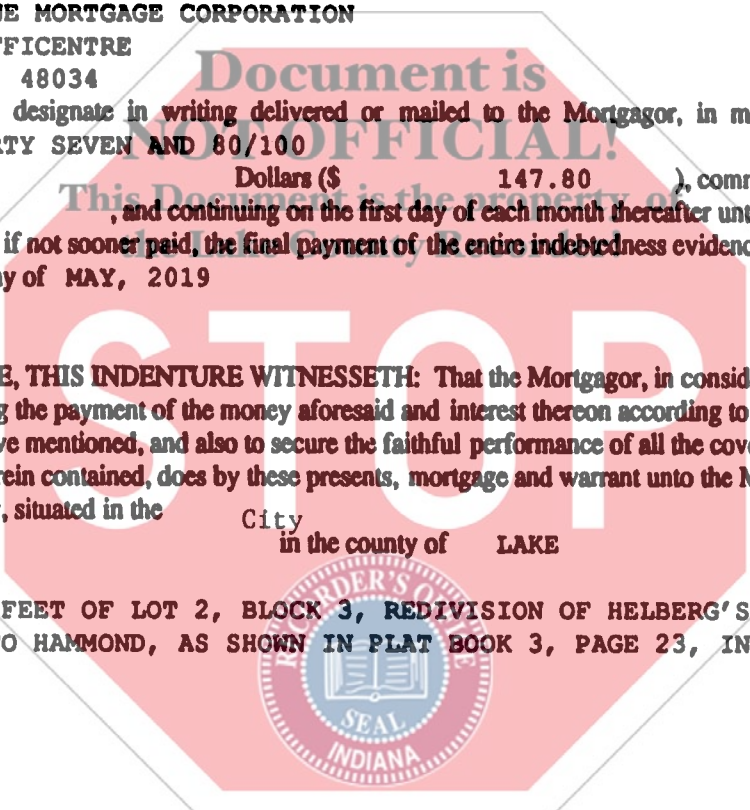 E MORTGAGE CORPORATION
FFICENTRE
48034
Document is
designate in writing delivered or mailed to the Mortgagor, in m
NOT OFFICIAL!
RTY SEVEN AND 80/100
Dollars ($ 147.80 ), comm
This Document is the property of
, and continuing on the first day of each month thereafter unt
the Lake County Recorder!
if not sooner paid, the final payment of the entire indebtedness evidenc
y of MAY, 2019
STOP
E, THIS INDENTURE WITNESSETH: That the Mortgagor, in consid
g the payment of the money aforesaid and interest thereon according to
ve mentioned, and also to secure the faithful performance of all the cove
rein contained, does by these presents, mortgage and warrant unto the M
, situated in the City
in the county of LAKE
FEET OF LOT 2, BLOCK 3, REDIVISION OF HELBERG'S
O HAMMOND, AS SHOWN IN PLAT BOOK 3, PAGE 23, IN
RECORDER'S OFFICE
SEAL
INDIANA